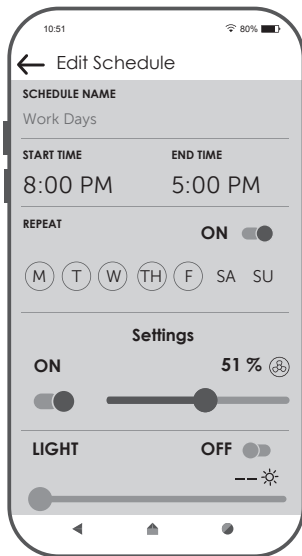 10:51 80%
Edit Schedule
SCHEDULE NAME
Work Days
START TIME END TIME
8:00 PM 5:00 PM
REPEAT ON
M T W TH F SA SU
Settings
ON 51 %
LIGHT OFF
--